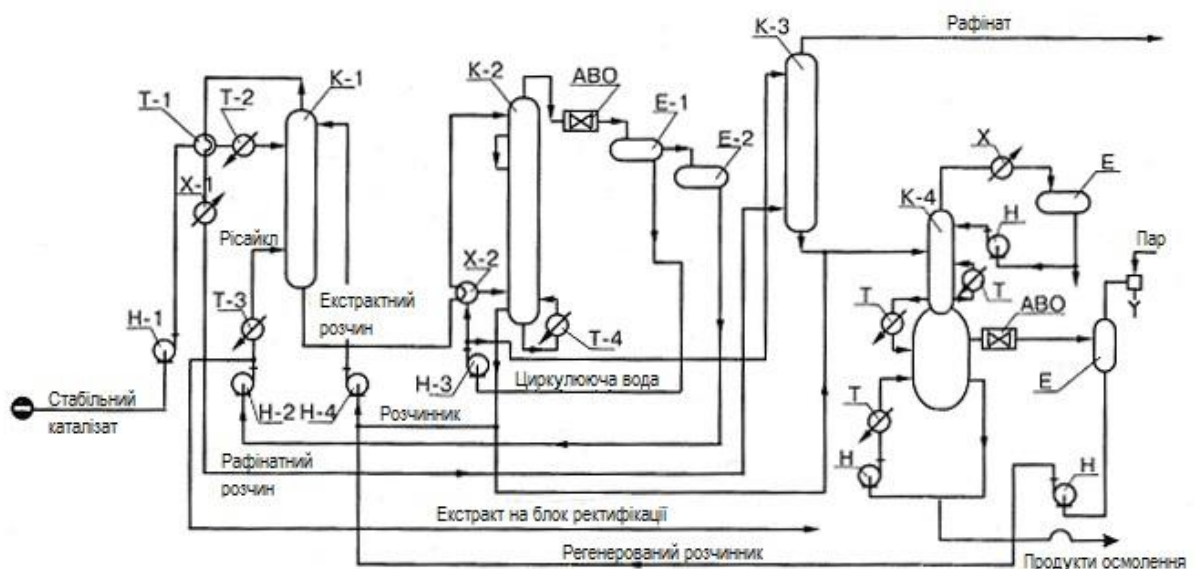 К-3
Рафінат
К-2
АВО
К-1
Т-1
Т-2
Е-1
Е-2
Х
Е
К-4
Х-1
Н
Пар
Рісайкл
Х-2
Т
Екстрактний
розчин
Т-3
Т
АВО
Н-1
Т-4
Н-3
Циркулююча вода
Е
Стабільний
каталізат
Н-2
Н-4
Розчинник
Т
Рафінатний
розчин
Н
Н
Екстракт на блок ректифікації
Регенерований розчинник
Продукти осмолення